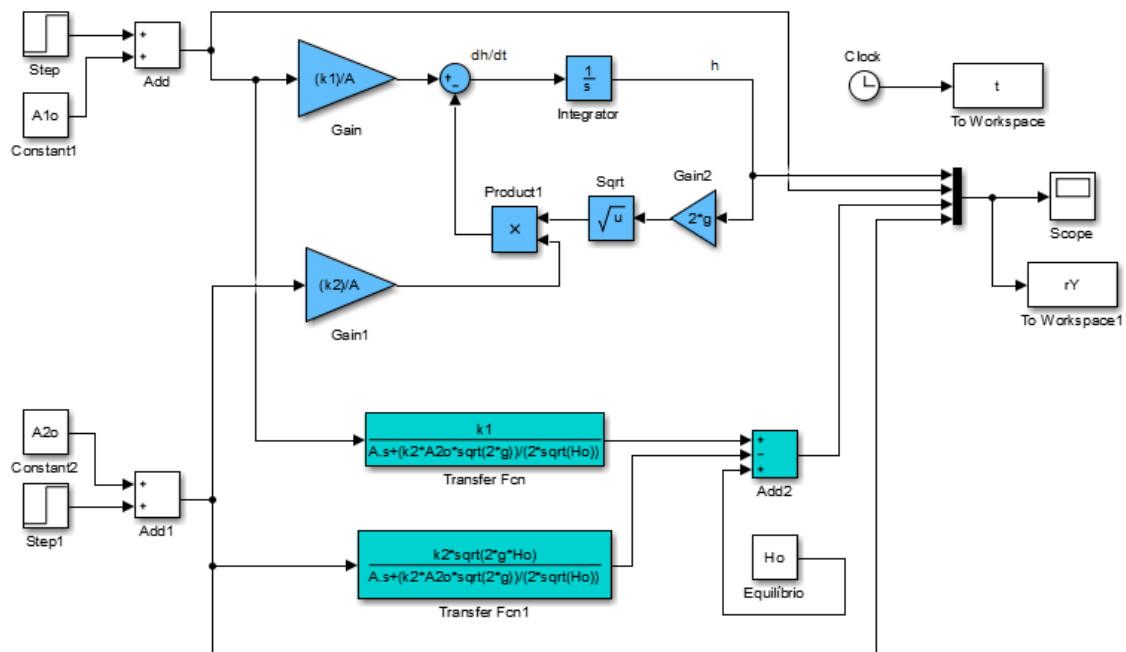 Step
+
+
Add
A1o
Constant1
(k1)/A
Gain
+
−
dh/dt
1
s
Integrator
h
Clock
t
To Workspace
Product1
×
Sqrt
√u
Gain2
2*g
Scope
rY
To Workspace1
(k2)/A
Gain1
A2o
Constant2
+
+
Add1
Step1
k1
A.s+(k2*A2o*sqrt(2*g))/(2*sqrt(Ho))
Transfer Fcn
k2*sqrt(2*g*Ho)
A.s+(k2*A2o*sqrt(2*g))/(2*sqrt(Ho))
Transfer Fcn1
+
−
+
Add2
Ho
Equilíbrio